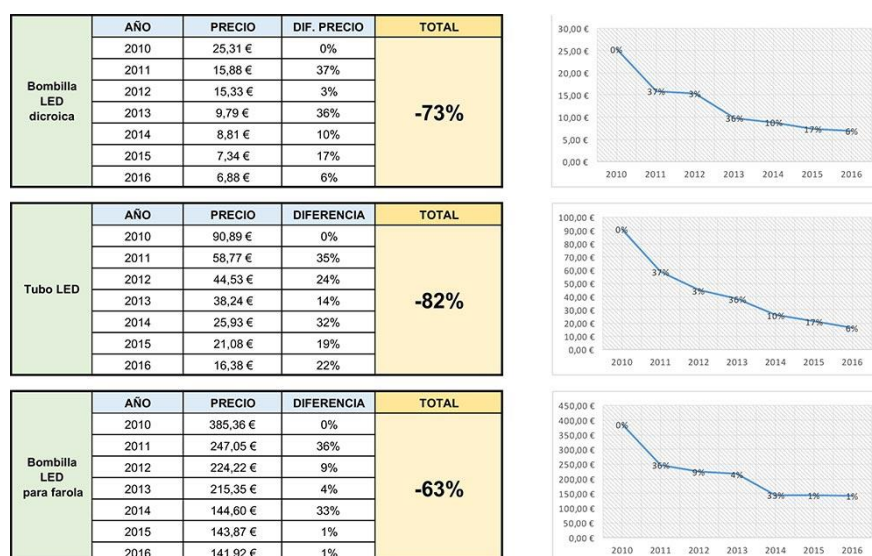 AÑO PRECIO DIF. PRECIO TOTAL
Bombilla LED dicroica
2010 25,31 € 0%
2011 15,88 € 37%
2012 15,33 € 3%
2013 9,79 € 36%
2014 8,81 € 10%
2015 7,34 € 17%
2016 6,88 € 6%
-73%
30,00 €
25,00 €
20,00 €
15,00 €
10,00 €
5,00 €
0,00 €
0% 37% 3% 36% 10% 17% 6%
2010 2011 2012 2013 2014 2015 2016
AÑO PRECIO DIFERENCIA TOTAL
Tubo LED
2010 90,89 € 0%
2011 58,77 € 35%
2012 44,53 € 24%
2013 38,24 € 14%
2014 25,93 € 32%
2015 21,08 € 19%
2016 16,38 € 22%
-82%
100,00 €
90,00 €
80,00 €
70,00 €
60,00 €
50,00 €
40,00 €
30,00 €
20,00 €
10,00 €
0,00 €
0% 37% 3% 36% 10% 17% 6%
2010 2011 2012 2013 2014 2015 2016
AÑO PRECIO DIFERENCIA TOTAL
Bombilla LED para farola
2010 385,36 € 0%
2011 247,05 € 36%
2012 224,22 € 9%
2013 215,35 € 4%
2014 144,60 € 33%
2015 143,87 € 1%
2016 141,92 € 1%
-63%
450,00 €
400,00 €
350,00 €
300,00 €
250,00 €
200,00 €
150,00 €
100,00 €
50,00 €
0,00 €
0% 36% 9% 4% 33% 1% 1%
2010 2011 2012 2013 2014 2015 2016